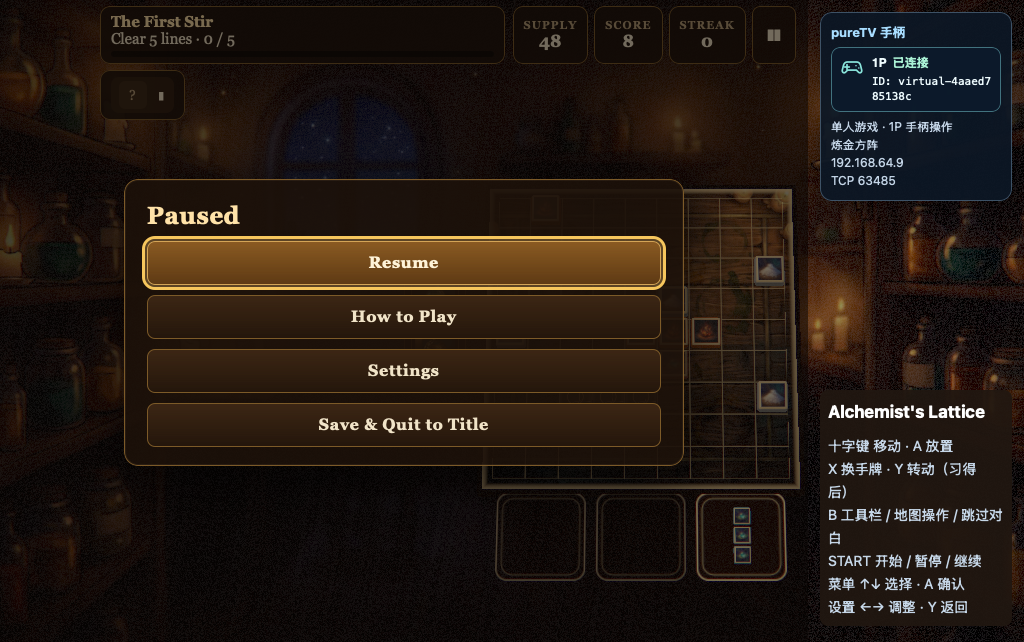 The First Stir
Clear 5 lines · 0 / 5
SUPPLY
48
SCORE
8
STREAK
0
?
Paused
Resume
How to Play
Settings
Save & Quit to Title
pureTV 手柄
1P 已连接
ID: virtual-4aaed7
85138c
单人游戏 · 1P 手柄操作
炼金方阵
192.168.64.9
TCP 63485
Alchemist's Lattice
十字键 移动 · A 放置
X 换手牌 · Y 转动（习得
后）
B 工具栏 / 地图操作 / 跳过对
白
START 开始 / 暂停 / 继续
菜单 ↑↓ 选择 · A 确认
设置 ←→ 调整 · Y 返回